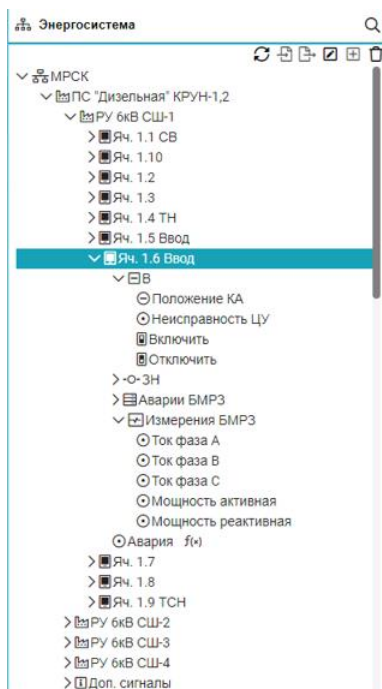 Энергосистема
МРСК
ПС "Дизельная" КРУН-1,2
РУ 6кВ СШ-1
Яч. 1.1 СВ
Яч. 1.10
Яч. 1.2
Яч. 1.3
Яч. 1.4 ТН
Яч. 1.5 Ввод
Яч. 1.6 Ввод
В
Положение КА
Неисправность ЦУ
Включить
Отключить
ЗН
Аварии БМРЗ
Измерения БМРЗ
Ток фаза А
Ток фаза В
Ток фаза С
Мощность активная
Мощность реактивная
Авария f(x)
Яч. 1.7
Яч. 1.8
Яч. 1.9 ТСН
РУ 6кВ СШ-2
РУ 6кВ СШ-3
РУ 6кВ СШ-4
Доп. сигналы